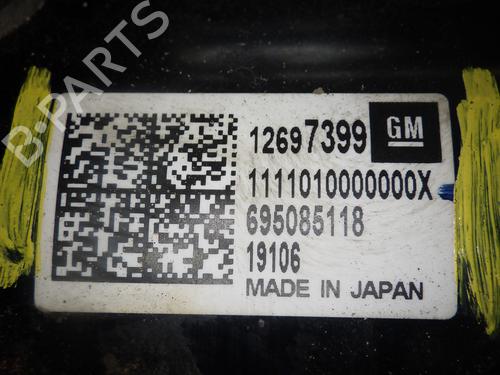 12697399 GM
1111010000000X
695085118
19106
MADE IN JAPAN
B-PARTS